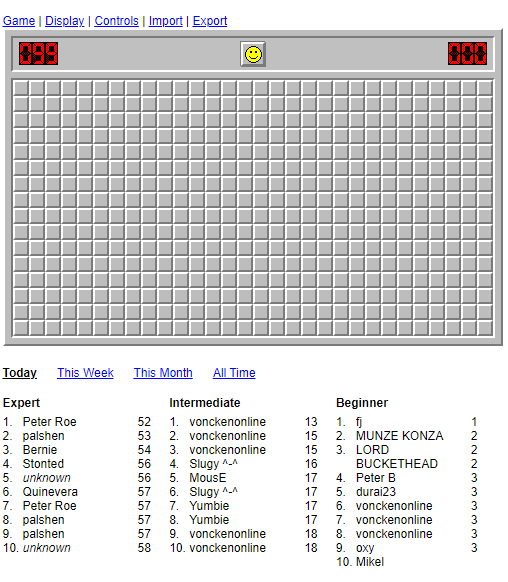 Game | Display | Controls | Import | Export
099
000
Today This Week This Month All Time
Expert
1. Peter Roe 52
2. palshen 53
3. Bernie 54
4. Stonted 56
5. unknown 56
6. Quinevera 57
7. Peter Roe 57
8. palshen 57
9. palshen 57
10. unknown 58
Intermediate
1. vonckenonline 13
2. vonckenonline 15
3. vonckenonline 15
4. Slugy ^-^ 16
5. MousE 17
6. Slugy ^-^ 17
7. Yumbie 17
8. Yumbie 17
9. vonckenonline 18
10. vonckenonline 18
Beginner
1. fj 1
2. MUNZE KONZA 2
3. LORD 2
BUCKETHEAD 2
4. Peter B 3
5. durai23 3
6. vonckenonline 3
7. vonckenonline 3
8. vonckenonline 3
9. oxy 3
10. Mikel